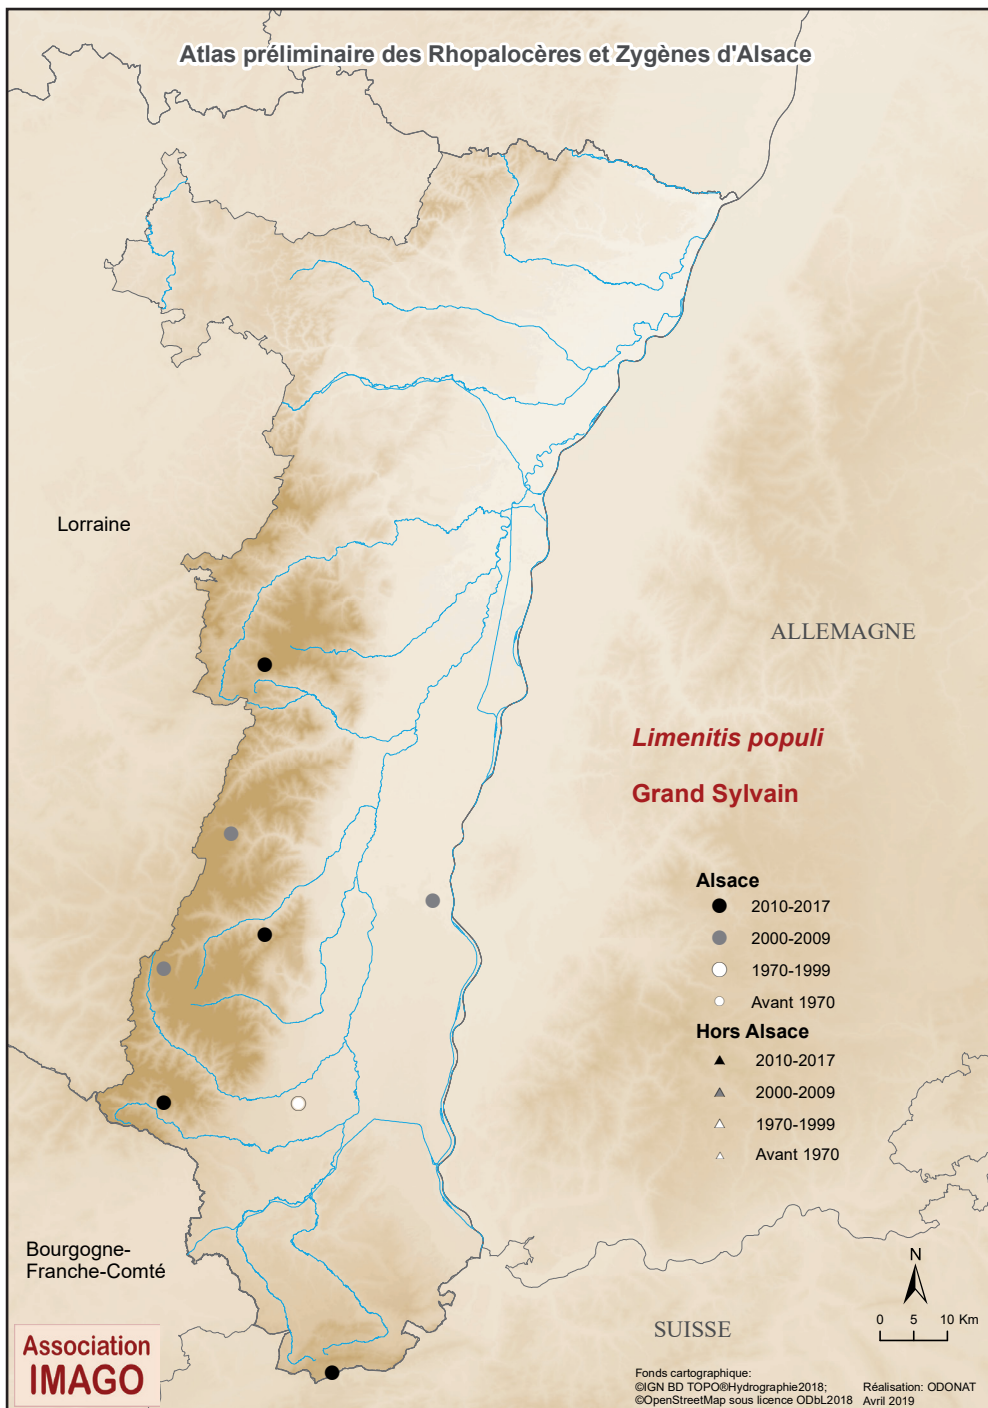 Atlas préliminaire des Rhopalocères et Zygènes d'Alsace
Lorraine
ALLEMAGNE
Limenitis populi
Grand Sylvain
Alsace
2010-2017
2000-2009
1970-1999
Avant 1970
Hors Alsace
2010-2017
2000-2009
1970-1999
Avant 1970
Bourgogne-
Franche-Comté
N
0 5 10 Km
SUISSE
Association
IMAGO
Fonds cartographique:
©IGN BD TOPO®Hydrographie2018;
©OpenStreetMap sous licence ODbL2018
Réalisation: ODONAT
Avril 2019